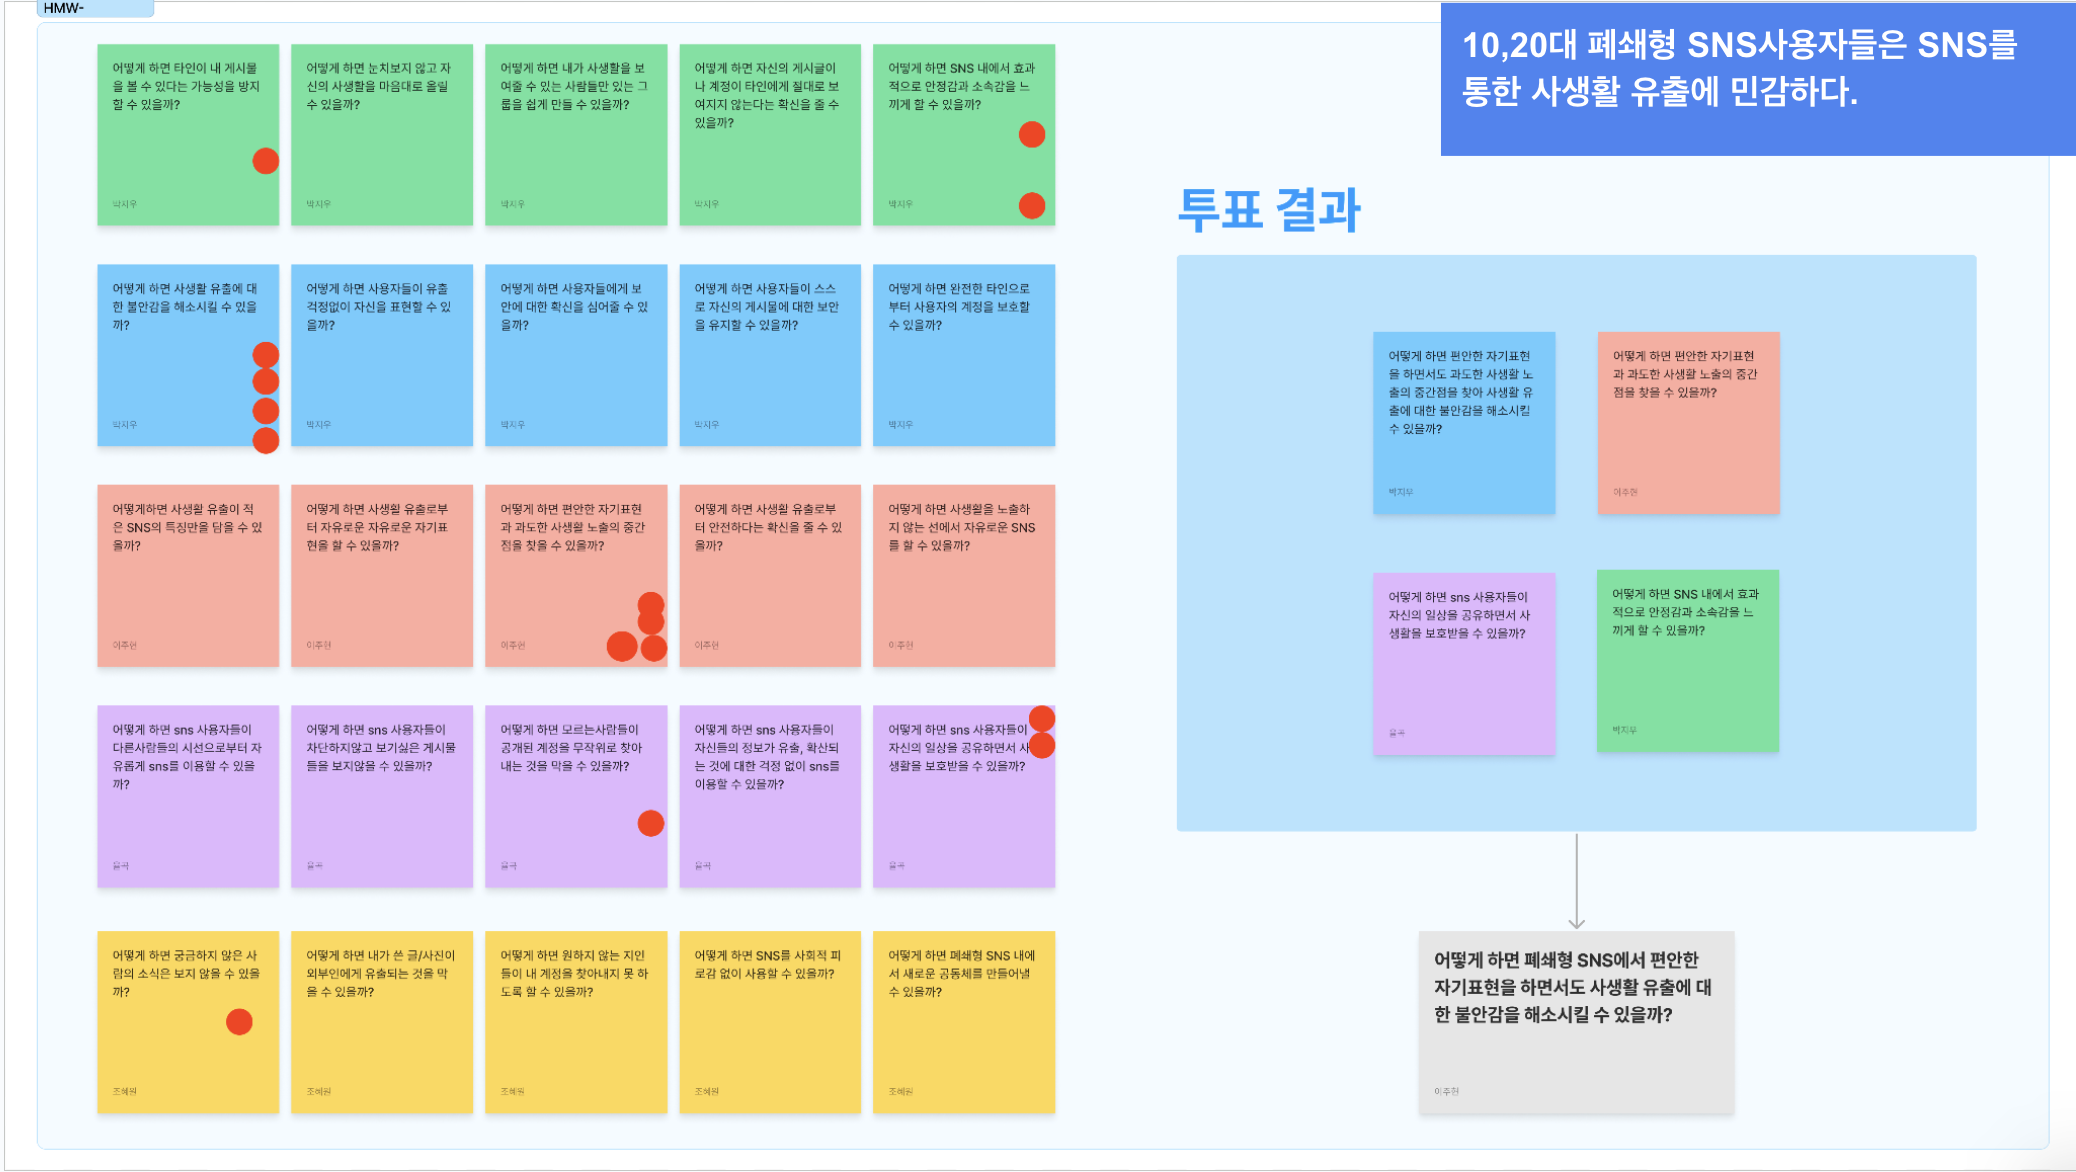 HMW-
10,20대 폐쇄형 SNS사용자들은 SNS를
통한 사생활 유출에 민감하다.
어떻게 하면 타인이 내 게시물
을 볼 수 있다는 가능성을 방지
할 수 있을까?
박지우
어떻게 하면 눈치보지 않고 자
신의 사생활을 마음대로 올릴
수 있을까?
박지우
어떻게 하면 내가 사생활을 보
여줄 수 있는 사람들만 있는 그
룹을 쉽게 만들 수 있을까?
박지우
어떻게 하면 자신의 게시글이
나 계정이 타인에게 절대로 보
여지지 않는다는 확신을 줄 수
있을까?
박지우
어떻게 하면 SNS 내에서 효과
적으로 안정감과 소속감을 느
끼게 할 수 있을까?
박지우
어떻게 하면 사생활 유출에 대
한 불안감을 해소시킬 수 있을
까?
박지우
어떻게 하면 사용자들이 유출
걱정없이 자신을 표현할 수 있
을까?
박지우
어떻게 하면 사용자들에게 보
안에 대한 확신을 심어줄 수 있
을까?
박지우
어떻게 하면 사용자들이 스스
로 자신의 게시물에 대한 보안
을 유지할 수 있을까?
박지우
어떻게 하면 완전한 타인으로
부터 사용자의 계정을 보호할
수 있을까?
박지우
어떻게하면 사생활 유출이 적
은 SNS의 특징만을 담을 수 있
을까?
이주현
어떻게 하면 사생활 유출로부
터 자유로운 자유로운 자기표
현을 할 수 있을까?
이주현
어떻게 하면 편안한 자기표현
과 과도한 사생활 노출의 중간
점을 찾을 수 있을까?
이주현
어떻게 하면 사생활 유출로부
터 안전하다는 확신을 줄 수 있
을까?
이주현
어떻게 하면 사생활을 노출하
지 않는 선에서 자유로운 SNS
를 할 수 있을까?
이주현
어떻게 하면 sns 사용자들이
다른사람들의 시선으로부터 자
유롭게 sns를 이용할 수 있을
까?
율곡
어떻게 하면 sns 사용자들이
차단하지않고 보기싫은 게시물
들을 보지않을 수 있을까?
율곡
어떻게 하면 모르는사람들이
공개된 계정을 무작위로 찾아
내는 것을 막을 수 있을까?
율곡
어떻게 하면 sns 사용자들이
자신들의 정보가 유출, 확산되
는 것에 대한 걱정 없이 sns를
이용할 수 있을까?
율곡
어떻게 하면 sns 사용자들이
자신의 일상을 공유하면서 사
생활을 보호받을 수 있을까?
율곡
어떻게 하면 궁금하지 않은 사
람의 소식은 보지 않을 수 있을
까?
조혜원
어떻게 하면 내가 쓴 글/사진이
외부인에게 유출되는 것을 막
을 수 있을까?
조혜원
어떻게 하면 원하지 않는 지인
들이 내 계정을 찾아내지 못 하
도록 할 수 있을까?
조혜원
어떻게 하면 SNS를 사회적 피
로감 없이 사용할 수 있을까?
조혜원
어떻게 하면 폐쇄형 SNS 내에
서 새로운 공동체를 만들어낼
수 있을까?
조혜원
투표 결과
어떻게 하면 편안한 자기표현
을 하면서도 과도한 사생활 노
출의 중간점을 찾아 사생활 유
출에 대한 불안감을 해소시킬
수 있을까?
박지우
어떻게 하면 편안한 자기표현
과 과도한 사생활 노출의 중간
점을 찾을 수 있을까?
이주현
어떻게 하면 sns 사용자들이
자신의 일상을 공유하면서 사
생활을 보호받을 수 있을까?
율곡
어떻게 하면 SNS 내에서 효과
적으로 안정감과 소속감을 느
끼게 할 수 있을까?
박지우
어떻게 하면 폐쇄형 SNS에서 편안한
자기표현을 하면서도 사생활 유출에 대
한 불안감을 해소시킬 수 있을까?
이주현